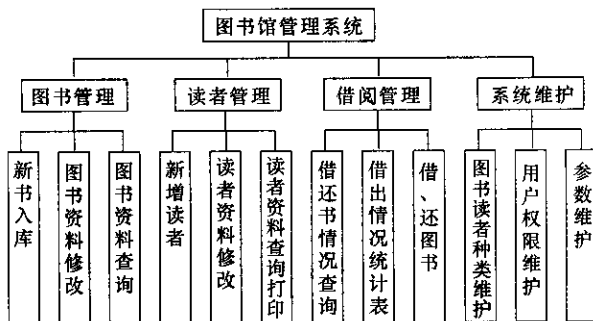 图书馆管理系统
图书管理
读者管理
借阅管理
系统维护
新书入库
图书资料修改
图书资料查询
新增读者
读者资料修改
读者资料查询打印
借还书情况查询
借出情况统计表
借、还图书
图书读者种类维护
用户权限维护
参数维护